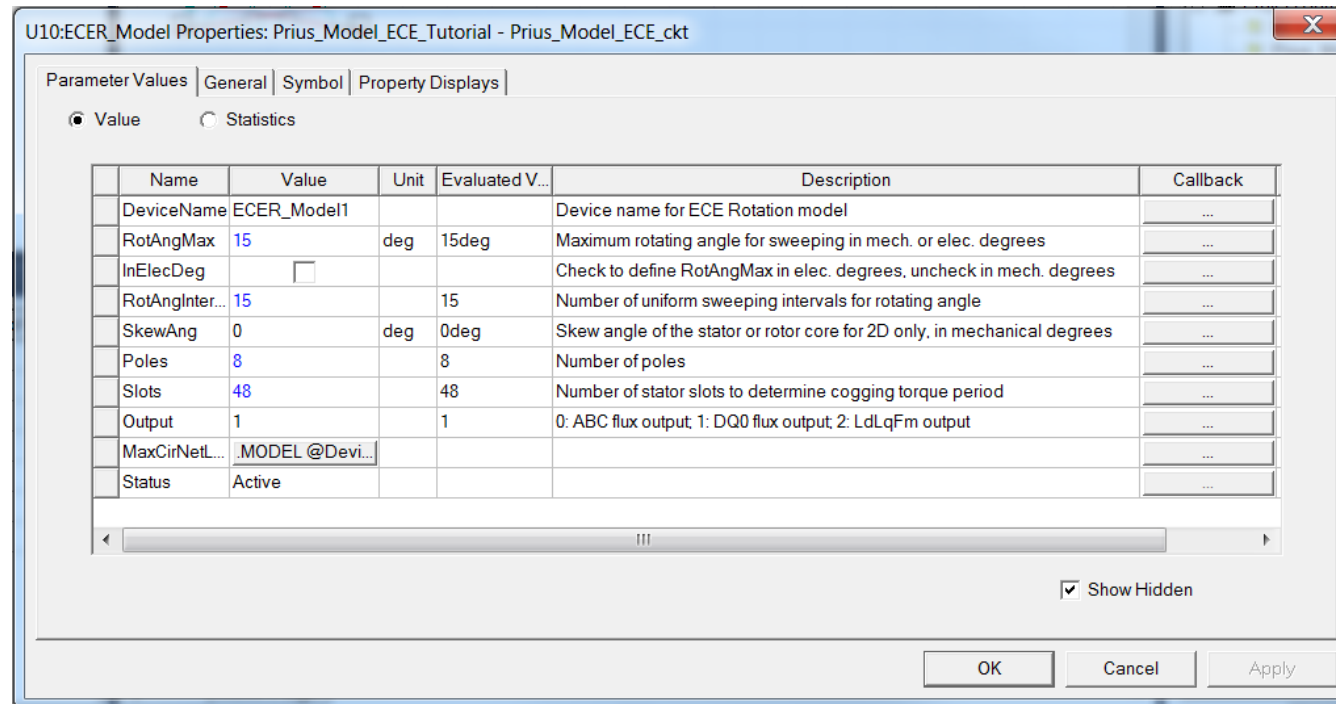 U10:ECER_Model Properties: Prius_Model_ECE_Tutorial - Prius_Model_ECE_ckt
X
Parameter Values General Symbol Property Displays
Value Statistics
Name Value Unit Evaluated V... Description Callback
DeviceName ECER_Model1 Device name for ECE Rotation model ...
RotAngMax 15 deg 15deg Maximum rotating angle for sweeping in mech. or elec. degrees ...
InElecDeg Check to define RotAngMax in elec. degrees, uncheck in mech. degrees ...
RotAngInter... 15 15 Number of uniform sweeping intervals for rotating angle ...
SkewAng 0 deg 0deg Skew angle of the stator or rotor core for 2D only, in mechanical degrees ...
Poles 8 8 Number of poles ...
Slots 48 48 Number of stator slots to determine cogging torque period ...
Output 1 1 0: ABC flux output; 1: DQ0 flux output; 2: LdLqFm output ...
MaxCirNetL... .MODEL @Devi... ...
Status Active ...
Show Hidden
OK Cancel Apply